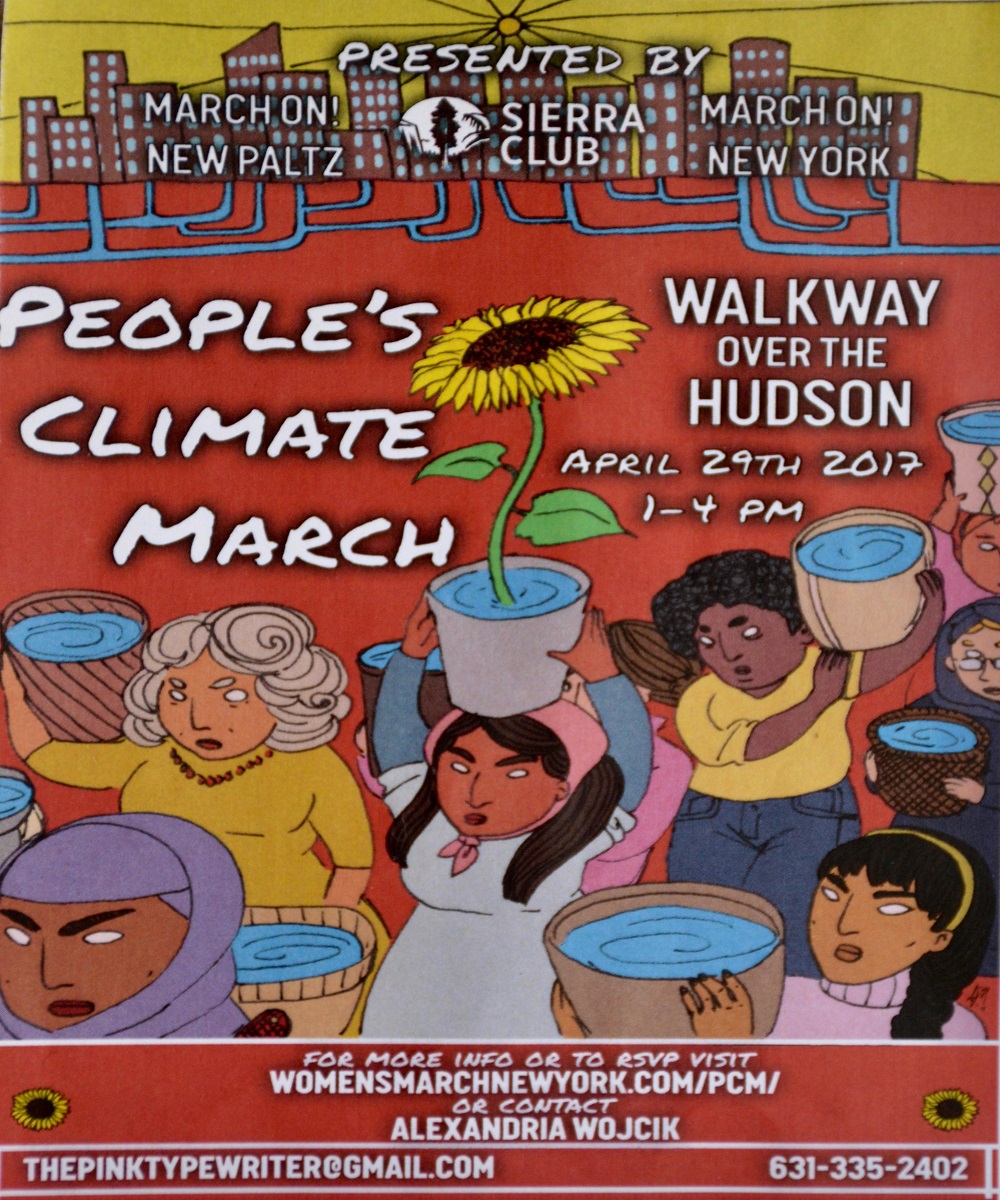 PRESENTED BY
MARCH ON!
NEW PALTZ
SIERRA
CLUB
MARCH ON!
NEW YORK
PEOPLE'S
CLIMATE
MARCH
WALKWAY
OVER THE
HUDSON
APRIL 29TH 2017
1-4 PM
FOR MORE INFO OR TO RSVP VISIT
WOMENSMARCHNEWYORK.COM/PCM/
OR CONTACT
ALEXANDRIA WOJCIK
THEPINKTYPEWRITER@GMAIL.COM
631-335-2402